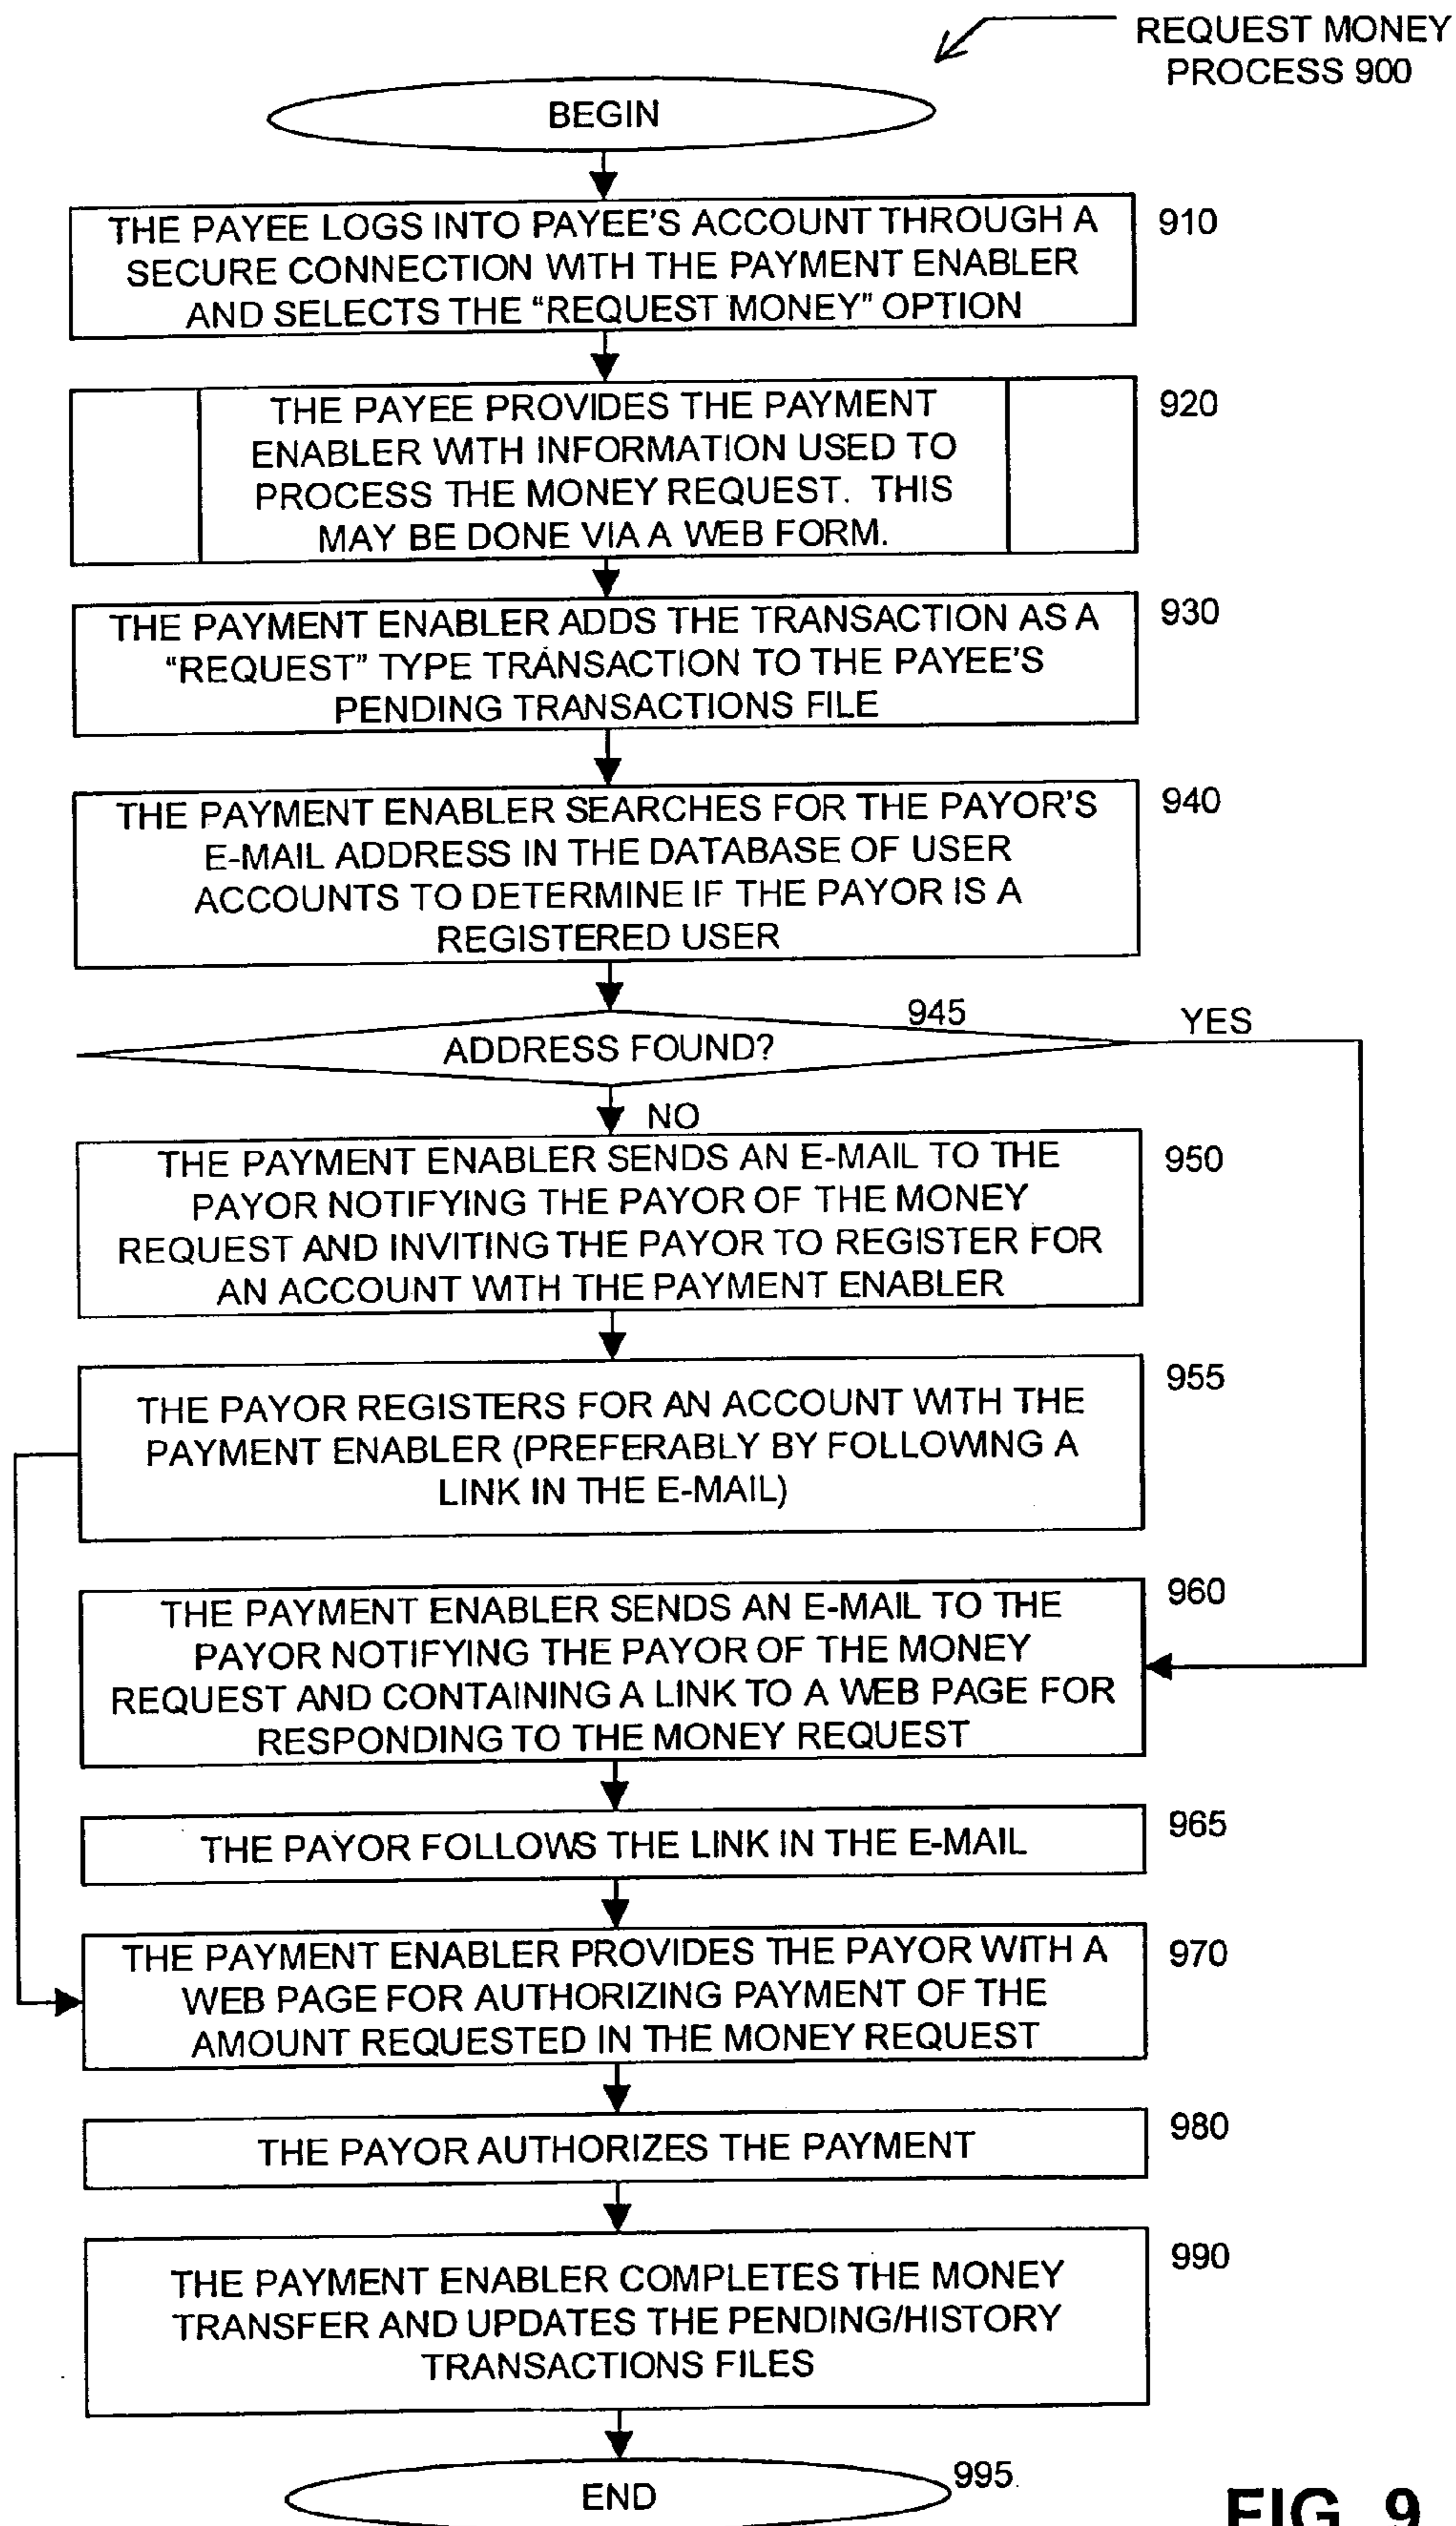 REQUEST MONEY
PROCESS 900
BEGIN
THE PAYEE LOGS INTO PAYEE'S ACCOUNT THROUGH A
SECURE CONNECTION WITH THE PAYMENT ENABLER
AND SELECTS THE "REQUEST MONEY" OPTION
910
THE PAYEE PROVIDES THE PAYMENT
ENABLER WITH INFORMATION USED TO
PROCESS THE MONEY REQUEST. THIS
MAY BE DONE VIA A WEB FORM.
920
THE PAYMENT ENABLER ADDS THE TRANSACTION AS A
"REQUEST" TYPE TRANSACTION TO THE PAYEE'S
PENDING TRANSACTIONS FILE
930
THE PAYMENT ENABLER SEARCHES FOR THE PAYOR'S
E-MAIL ADDRESS IN THE DATABASE OF USER
ACCOUNTS TO DETERMINE IF THE PAYOR IS A
REGISTERED USER
940
945
YES
ADDRESS FOUND?
NO
THE PAYMENT ENABLER SENDS AN E-MAIL TO THE
PAYOR NOTIFYING THE PAYOR OF THE MONEY
REQUEST AND INVITING THE PAYOR TO REGISTER FOR
AN ACCOUNT WITH THE PAYMENT ENABLER
950
THE PAYOR REGISTERS FOR AN ACCOUNT WITH THE
PAYMENT ENABLER (PREFERABLY BY FOLLOWING A
LINK IN THE E-MAIL)
955
THE PAYMENT ENABLER SENDS AN E-MAIL TO THE
PAYOR NOTIFYING THE PAYOR OF THE MONEY
REQUEST AND CONTAINING A LINK TO A WEB PAGE FOR
RESPONDING TO THE MONEY REQUEST
960
THE PAYOR FOLLOWS THE LINK IN THE E-MAIL
965
THE PAYMENT ENABLER PROVIDES THE PAYOR WITH A
WEB PAGE FOR AUTHORIZING PAYMENT OF THE
AMOUNT REQUESTED IN THE MONEY REQUEST
970
THE PAYOR AUTHORIZES THE PAYMENT
980
THE PAYMENT ENABLER COMPLETES THE MONEY
TRANSFER AND UPDATES THE PENDING/HISTORY
TRANSACTIONS FILES
990
END
995
FIG. 9